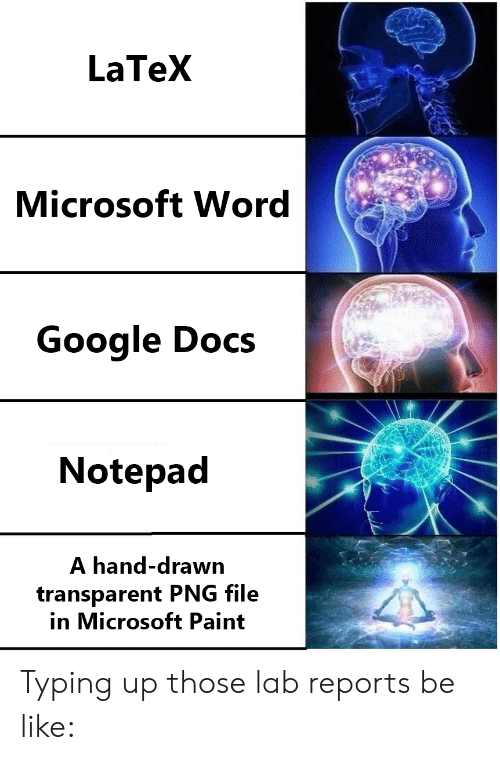 LaTeX
Microsoft Word
Google Docs
Notepad
A hand-drawn
transparent PNG file
in Microsoft Paint
Typing up those lab reports be
like: